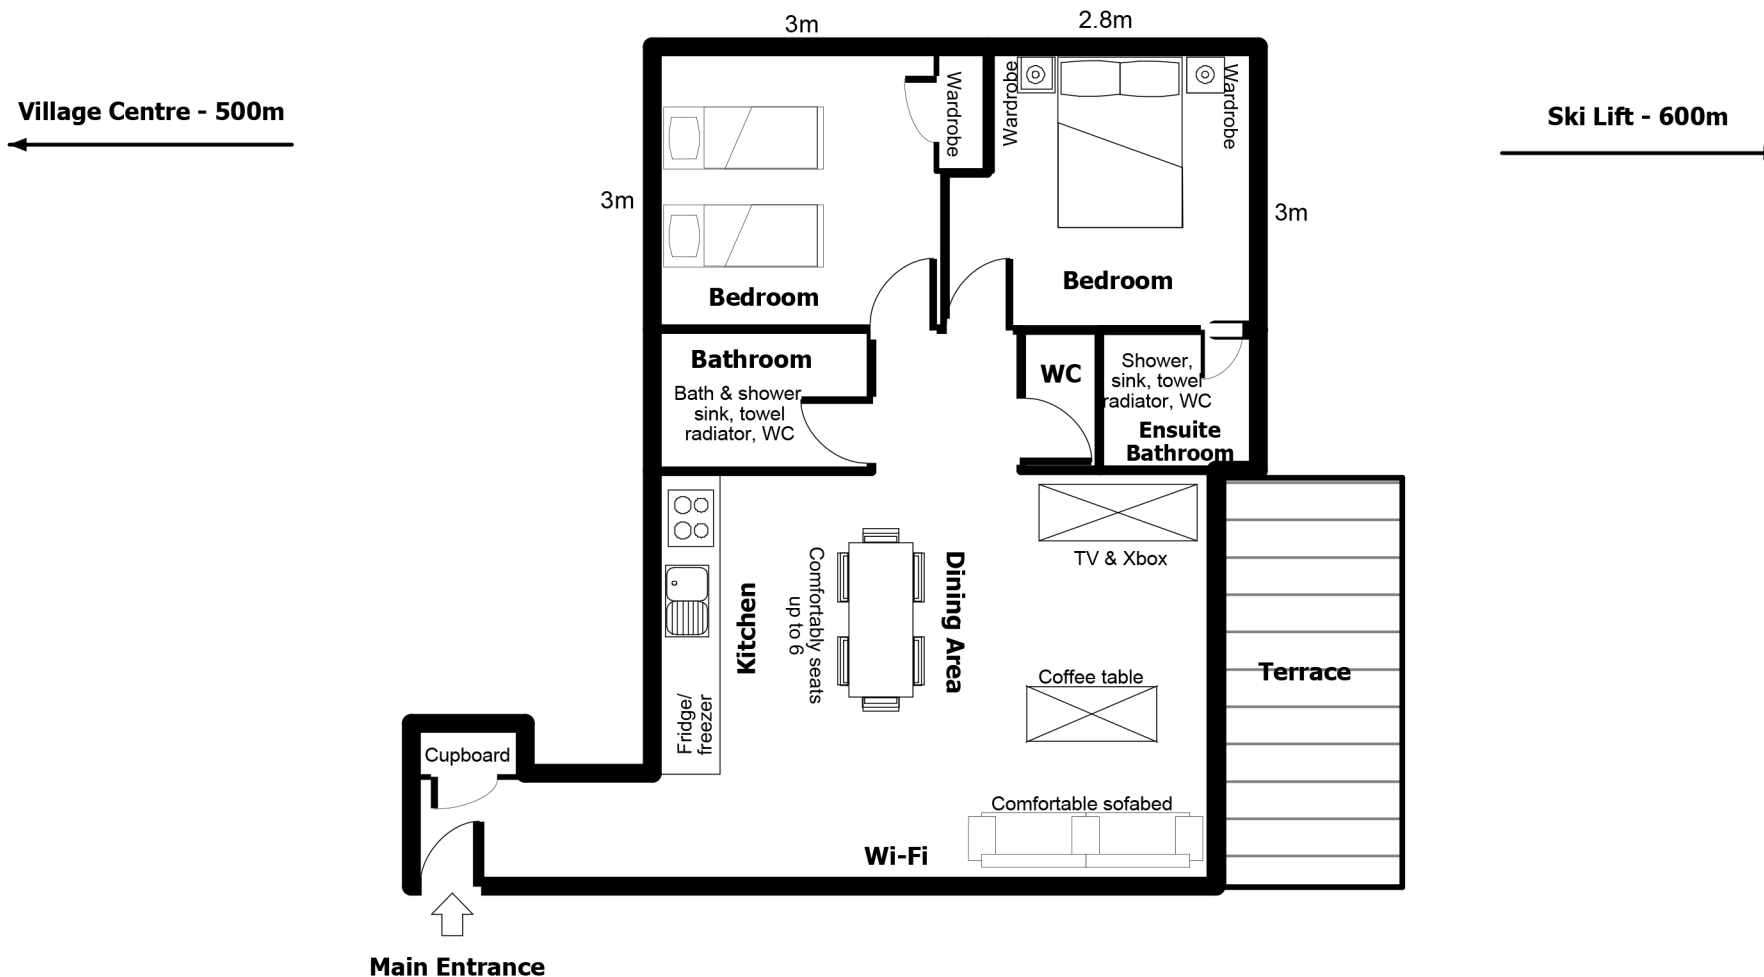 3m
2.8m
Village Centre - 500m
Ski Lift - 600m
Wardrobe
Wardrobe
Wardrobe
3m
3m
Bedroom
Bedroom
Bathroom
Bath & shower,
sink, towel
radiator, WC
WC
Shower,
sink, towel
radiator, WC
Ensuite
Bathroom
Kitchen
Comfortably seats
up to 6
Dining Area
TV & Xbox
Fridge/
freezer
Coffee table
Terrace
Cupboard
Comfortable sofabed
Wi-Fi
Main Entrance